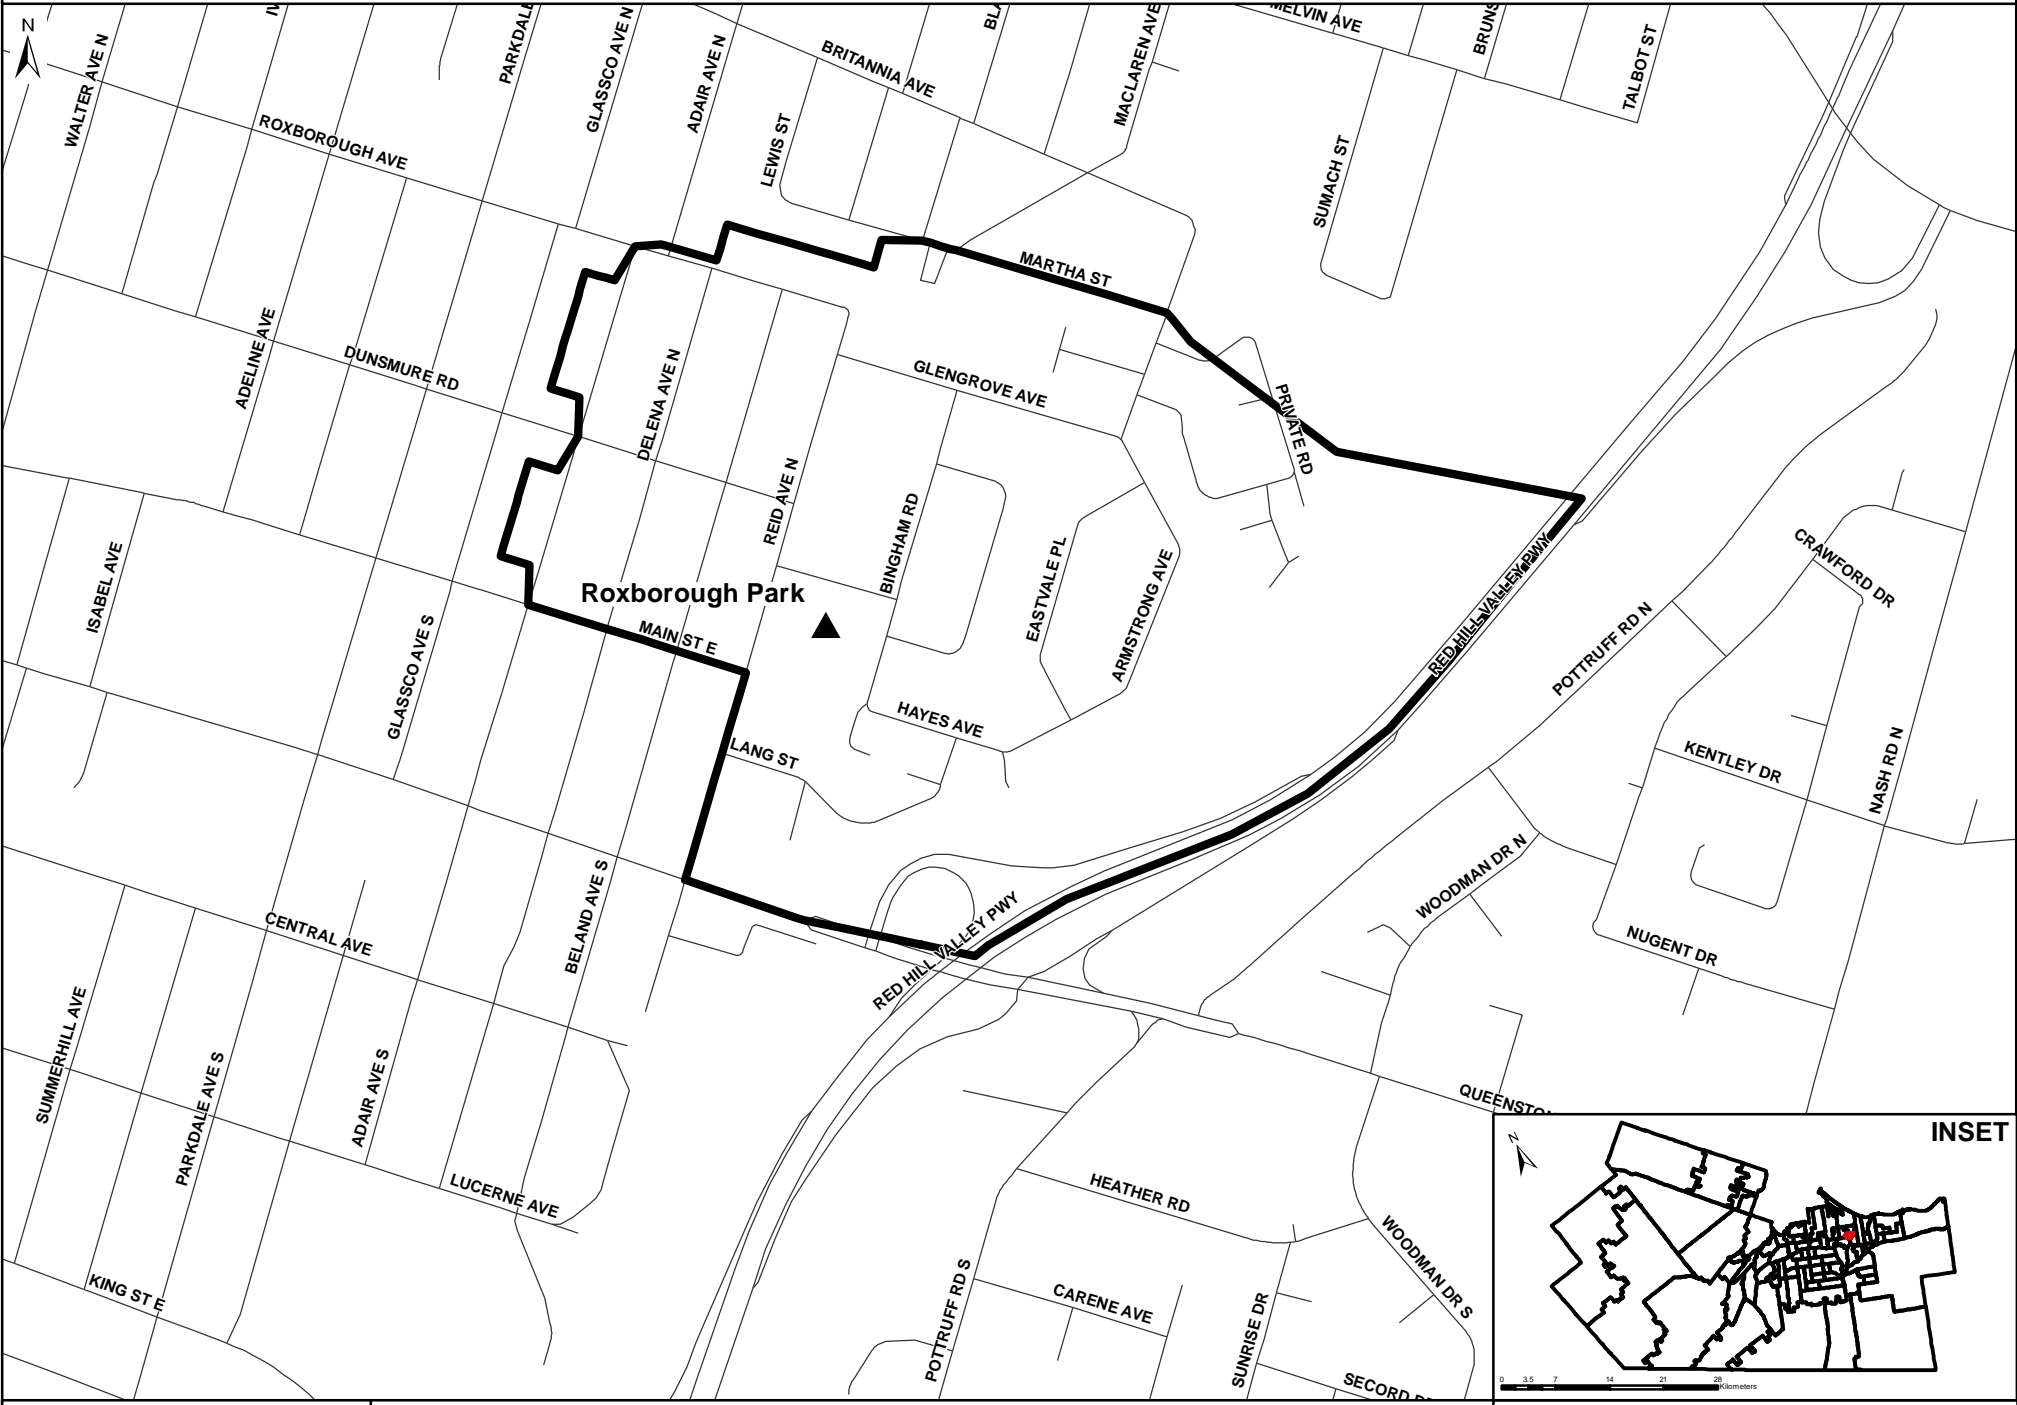 MELVIN AVE
PARKDALE
GLASSCO AVE N
WALTER AVE N
N
ADAIR AVE N
BRITANNIA AVE
MACLAREN AVE
TALBOT ST
ROXBOROUGH AVE
LEWIS ST
SUMACH ST
MARTHA ST
ADELINE AVE
DUNSMURE RD
DELENA AVE N
GLENGROVE AVE
PRIVATE RD
REID AVE N
BINGHAM RD
ISABEL AVE
EASTVALE PL
ARMSTRONG AVE
RED HILL VALLEY PWY
CRAWFORD DR
Roxborough Park
MAIN ST E
POTTRUFF RD N
GLASSCO AVE S
HAYES AVE
LANG ST
KENTLEY DR
NASH RD N
WOODMAN DR N
BELAND AVE S
CENTRAL AVE
RED HILL VALLEY PWY
NUGENT DR
SUMMERHILL AVE
PARKDALE AVE S
ADAIR AVE S
QUEENSTON
INSET
N
LUCERNE AVE
HEATHER RD
WOODMAN DR S
KING ST E
POTTRUFF RD S
CARENE AVE
SUNRISE DR
SECORD
0 3.5 7 14 21 28
Kilometers